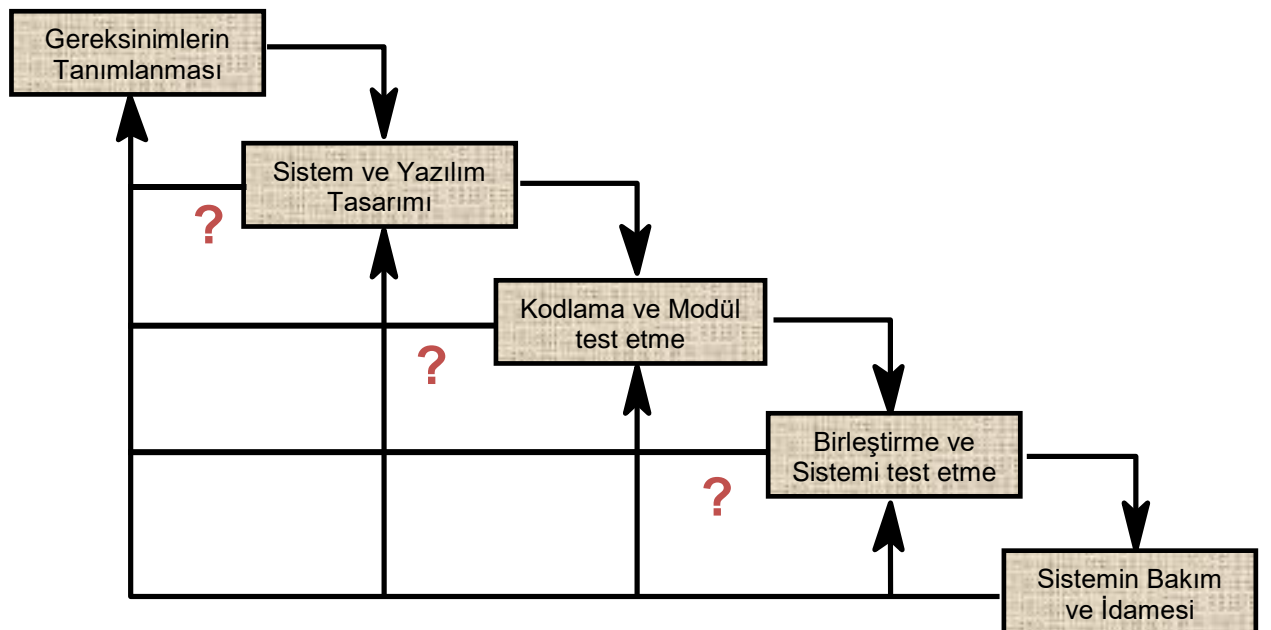 Gereksinimlerin
Tanımlanması
Sistem ve Yazılım
Tasarımı
?
Kodlama ve Modül
test etme
?
Birleştirme ve
Sistemi test etme
?
Sistemin Bakım
ve İdamesi